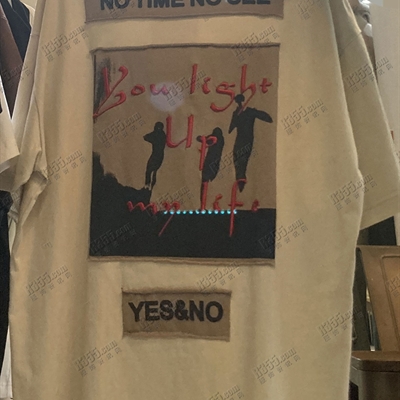 NO TIME NO SEE
You light
Up
my life
YES&NO